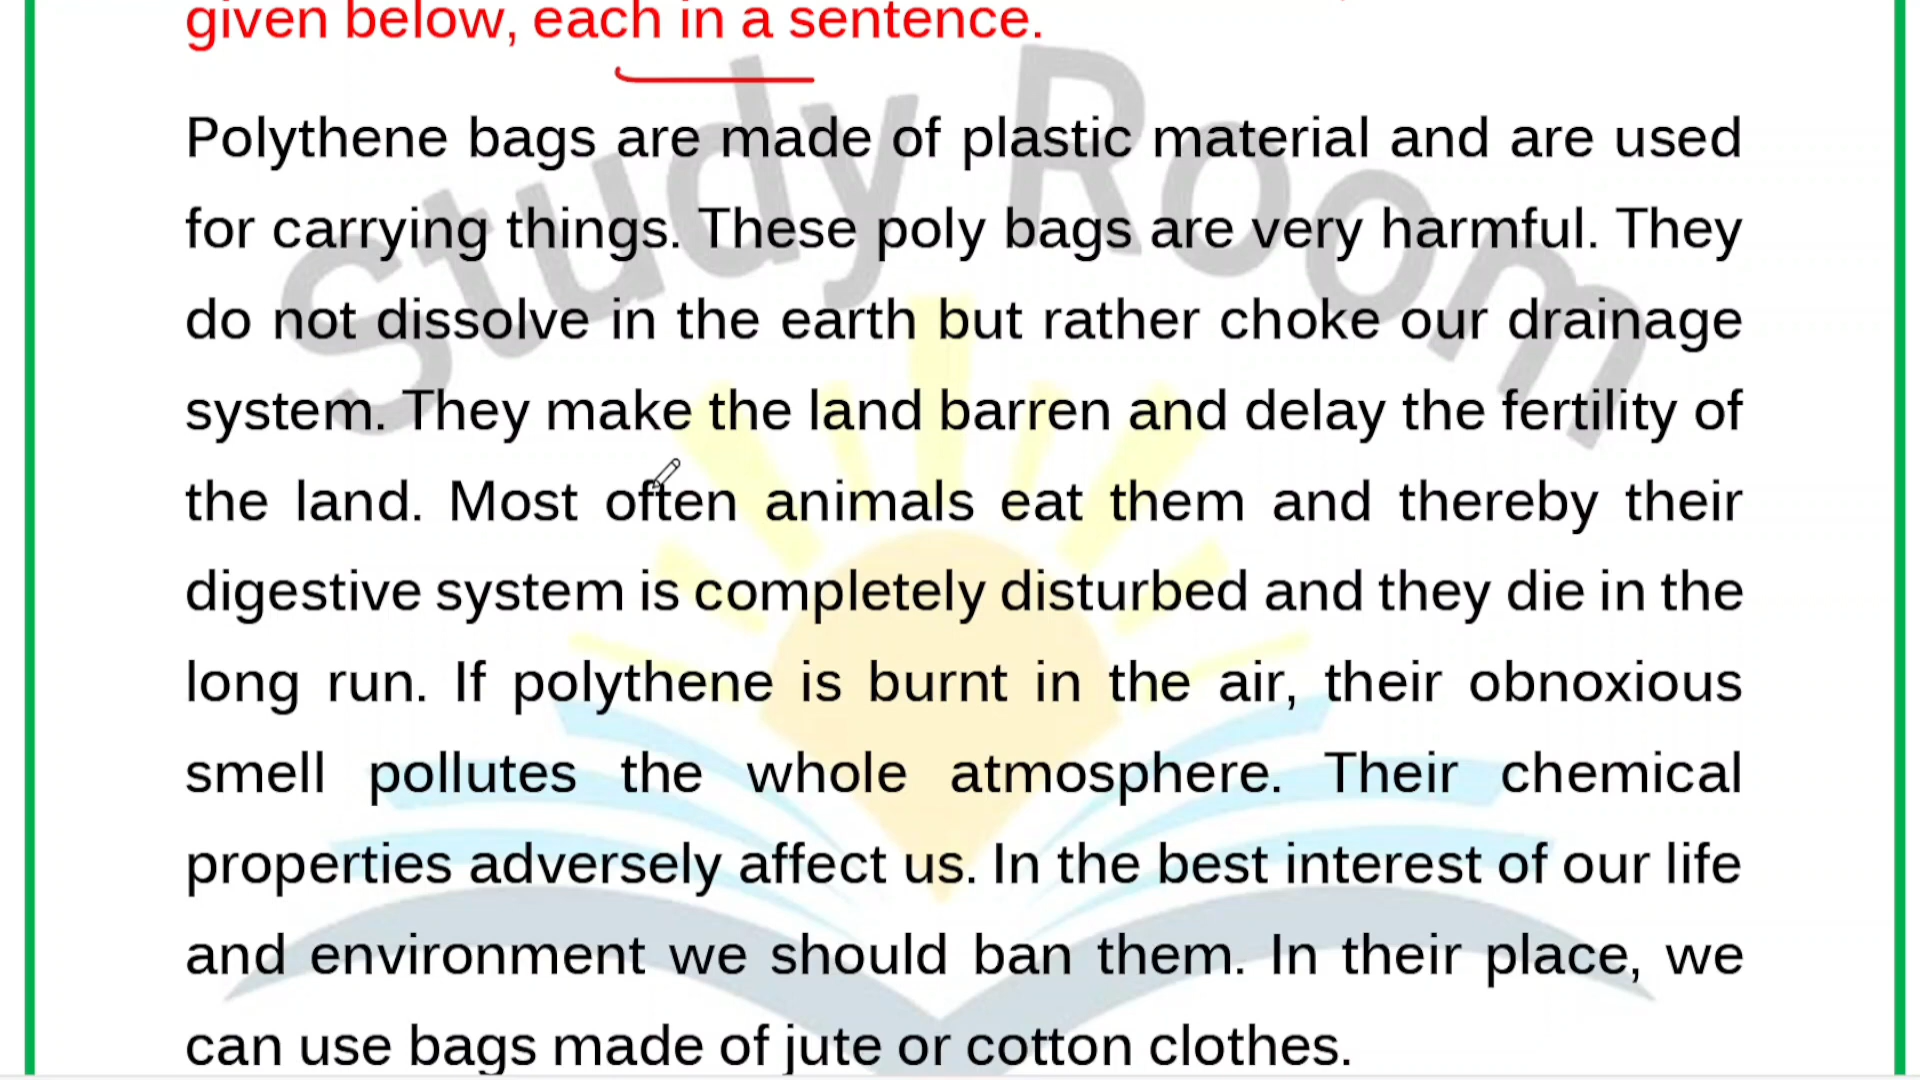 given below, each in a sentence.
Polythene bags are made of plastic material and are used
for carrying things. These poly bags are very harmful. They
do not dissolve in the earth but rather choke our drainage
system. They make the land barren and delay the fertility of
the land. Most often animals eat them and thereby their
digestive system is completely disturbed and they die in the
long run. If polythene is burnt in the air, their obnoxious
smell pollutes the whole atmosphere. Their chemical
properties adversely affect us. In the best interest of our life
and environment we should ban them. In their place, we
can use bags made of jute or cotton clothes.
Study Room